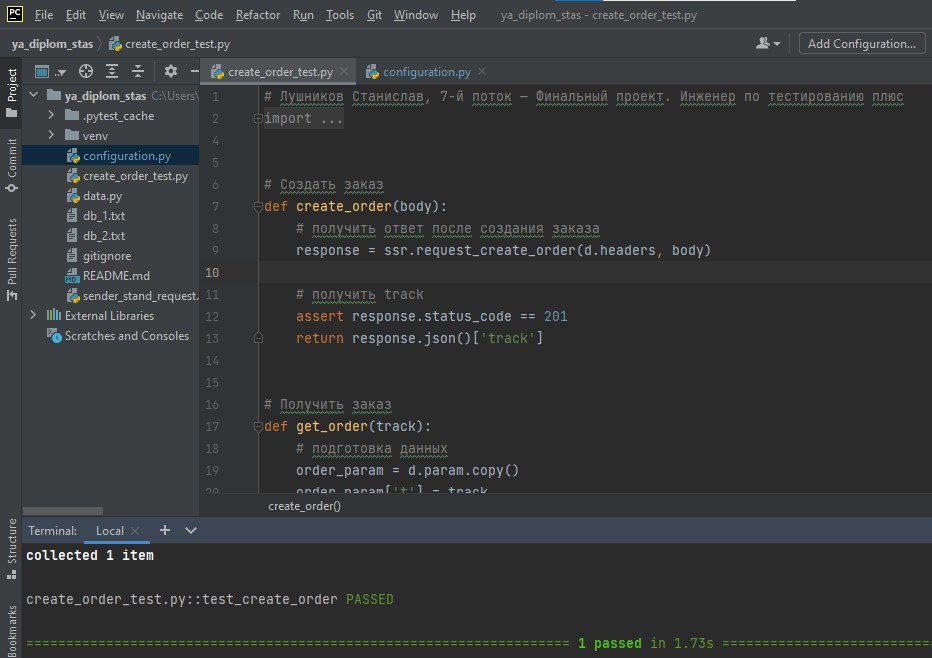 PC File Edit View Navigate Code Refactor Run Tools Git Window Help ya_diplom_stas - create_order_test.py
ya_diplom_stas create_order_test.py Add Configuration...
create_order_test.py configuration.py
Project
Commit
Pull Requests
Structure
Bookmarks
ya_diplom_stas C:\Users\
.pytest_cache
venv
configuration.py
create_order_test.py
data.py
db_1.txt
db_2.txt
gitignore
README.md
sender_stand_request.
External Libraries
Scratches and Consoles
1 # Лушников Станислав, 7-й поток — Финальный проект. Инженер по тестированию плюс
2 import ...
4
5
6 # Создать заказ
7 def create_order(body):
8 # получить ответ после создания заказа
9 response = ssr.request_create_order(d.headers, body)
10
11 # получить track
12 assert response.status_code == 201
13 return response.json()['track']
14
15
16 # Получить заказ
17 def get_order(track):
18 # подготовка данных
19 order_param = d.param.copy()
20 order_param['t'] = track
create_order()
Terminal: Local
collected 1 item
create_order_test.py::test_create_order PASSED
1 passed in 1.73s